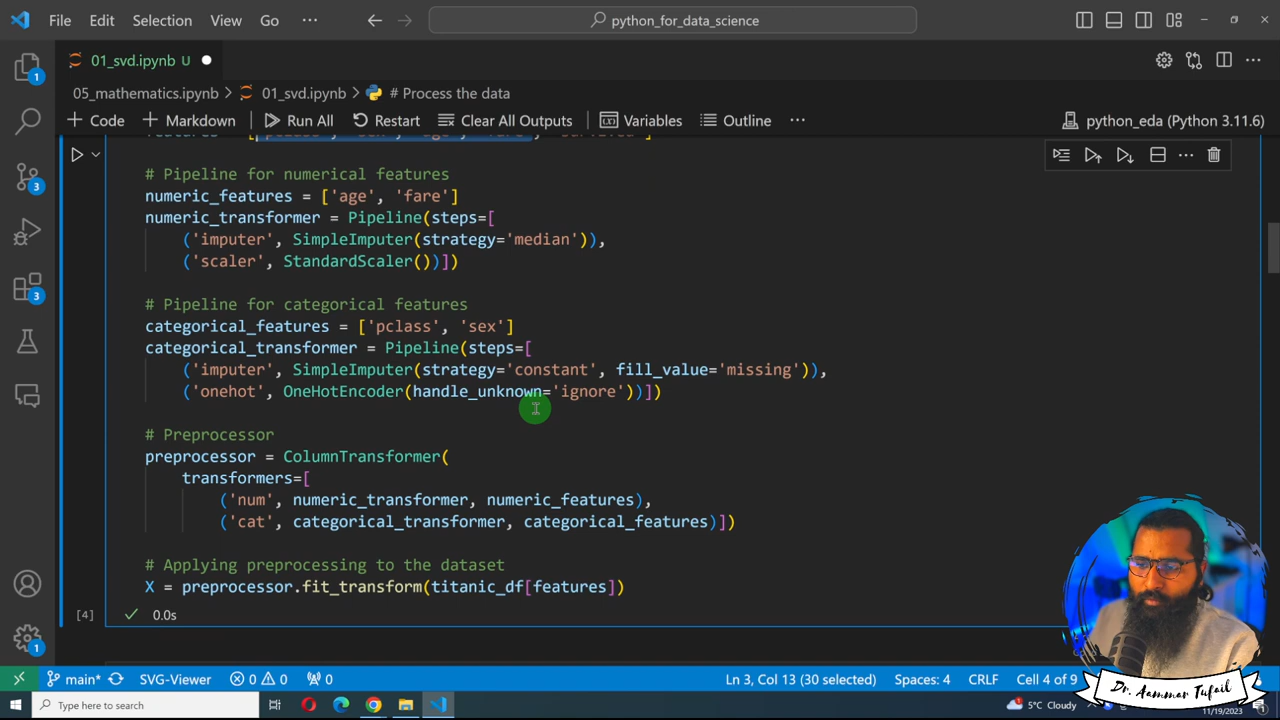 File Edit Selection View Go ··· python_for_data_science
01_svd.ipynb U
05_mathematics.ipynb > 01_svd.ipynb > # Process the data
+ Code + Markdown Run All Restart Clear All Outputs Variables Outline ··· python_eda (Python 3.11.6)
# Pipeline for numerical features
numeric_features = ['age', 'fare']
numeric_transformer = Pipeline(steps=[
('imputer', SimpleImputer(strategy='median')),
('scaler', StandardScaler())])
# Pipeline for categorical features
categorical_features = ['pclass', 'sex']
categorical_transformer = Pipeline(steps=[
('imputer', SimpleImputer(strategy='constant', fill_value='missing')),
('onehot', OneHotEncoder(handle_unknown='ignore'))])
# Preprocessor
preprocessor = ColumnTransformer(
transformers=[
('num', numeric_transformer, numeric_features),
('cat', categorical_transformer, categorical_features)])
# Applying preprocessing to the dataset
X = preprocessor.fit_transform(titanic_df[features])
[4] 0.0s
1
3
3
1
main* SVG-Viewer 0 0 0 Ln 3, Col 13 (30 selected) Spaces: 4 CRLF Cell 4 of 9
Dr. Aammar Tufail
Type here to search 5°C Cloudy 11/19/2023